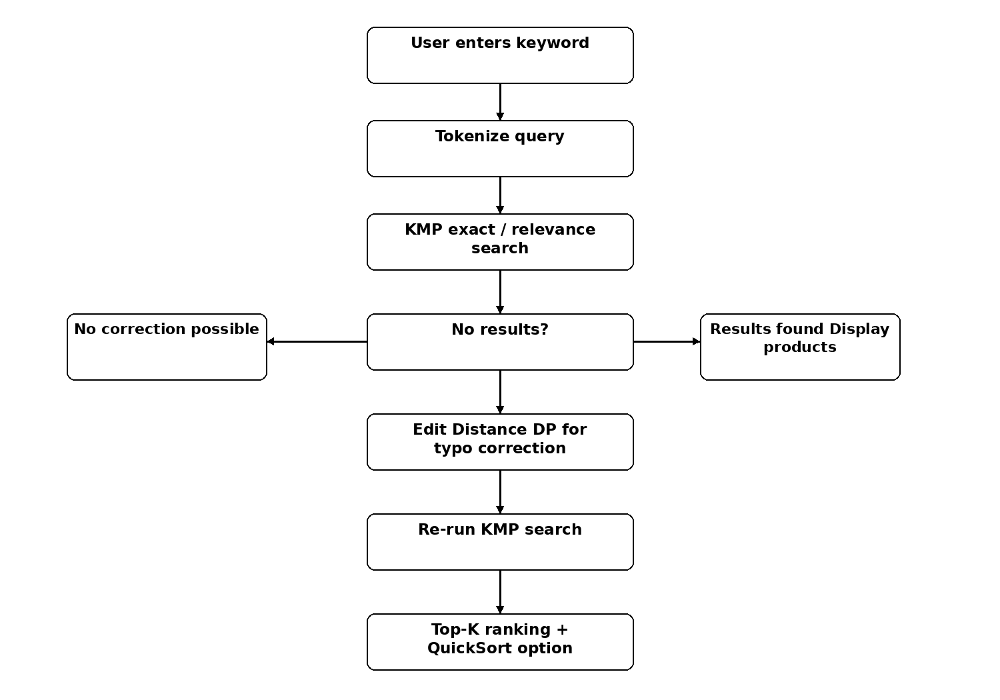 User enters keyword
Tokenize query
KMP exact / relevance
search
No correction possible
No results?
Results found Display
products
Edit Distance DP for
typo correction
Re-run KMP search
Top-K ranking +
QuickSort option